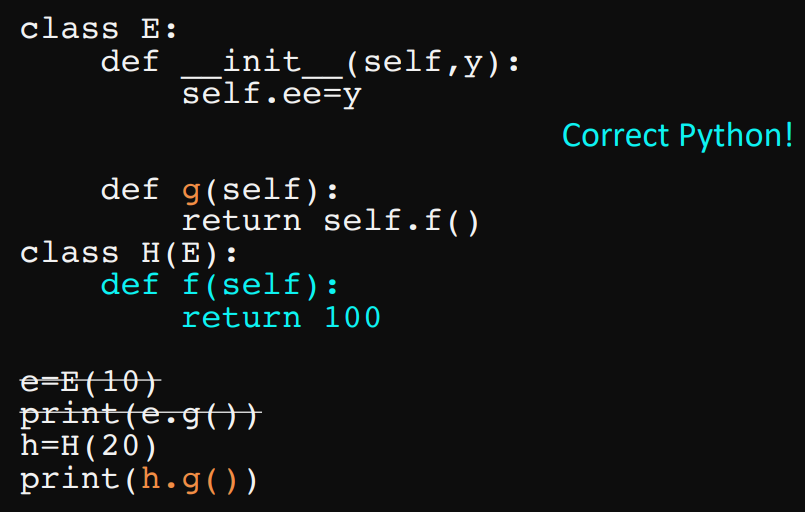 class E:
    def __init__(self,y):
        self.ee=y
Correct Python!
    def g(self):
        return self.f()
class H(E):
    def f(self):
        return 100
e=E(10)
print(e.g())
h=H(20)
print(h.g())